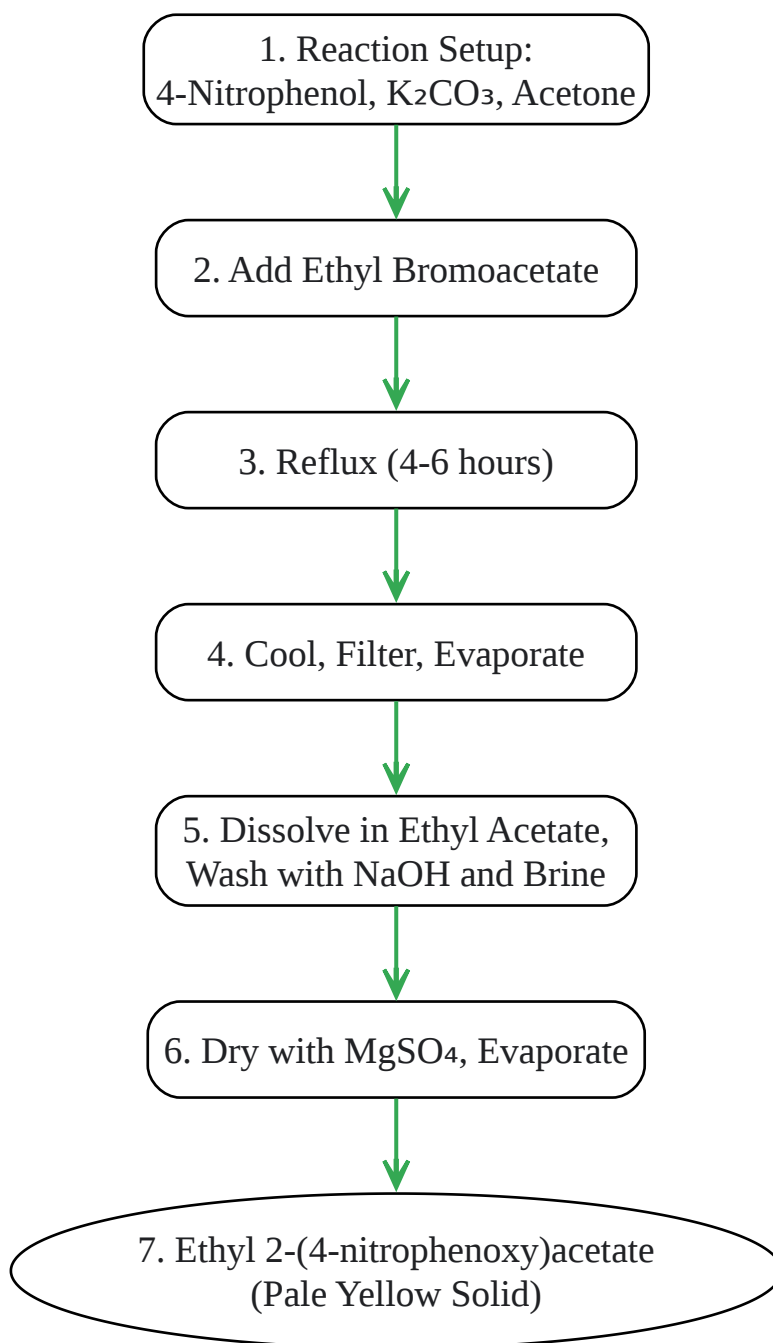 1. Reaction Setup:
4-Nitrophenol, K₂CO₃, Acetone
2. Add Ethyl Bromoacetate
3. Reflux (4-6 hours)
4. Cool, Filter, Evaporate
5. Dissolve in Ethyl Acetate,
Wash with NaOH and Brine
6. Dry with MgSO₄, Evaporate
7. Ethyl 2-(4-nitrophenoxy)acetate
(Pale Yellow Solid)